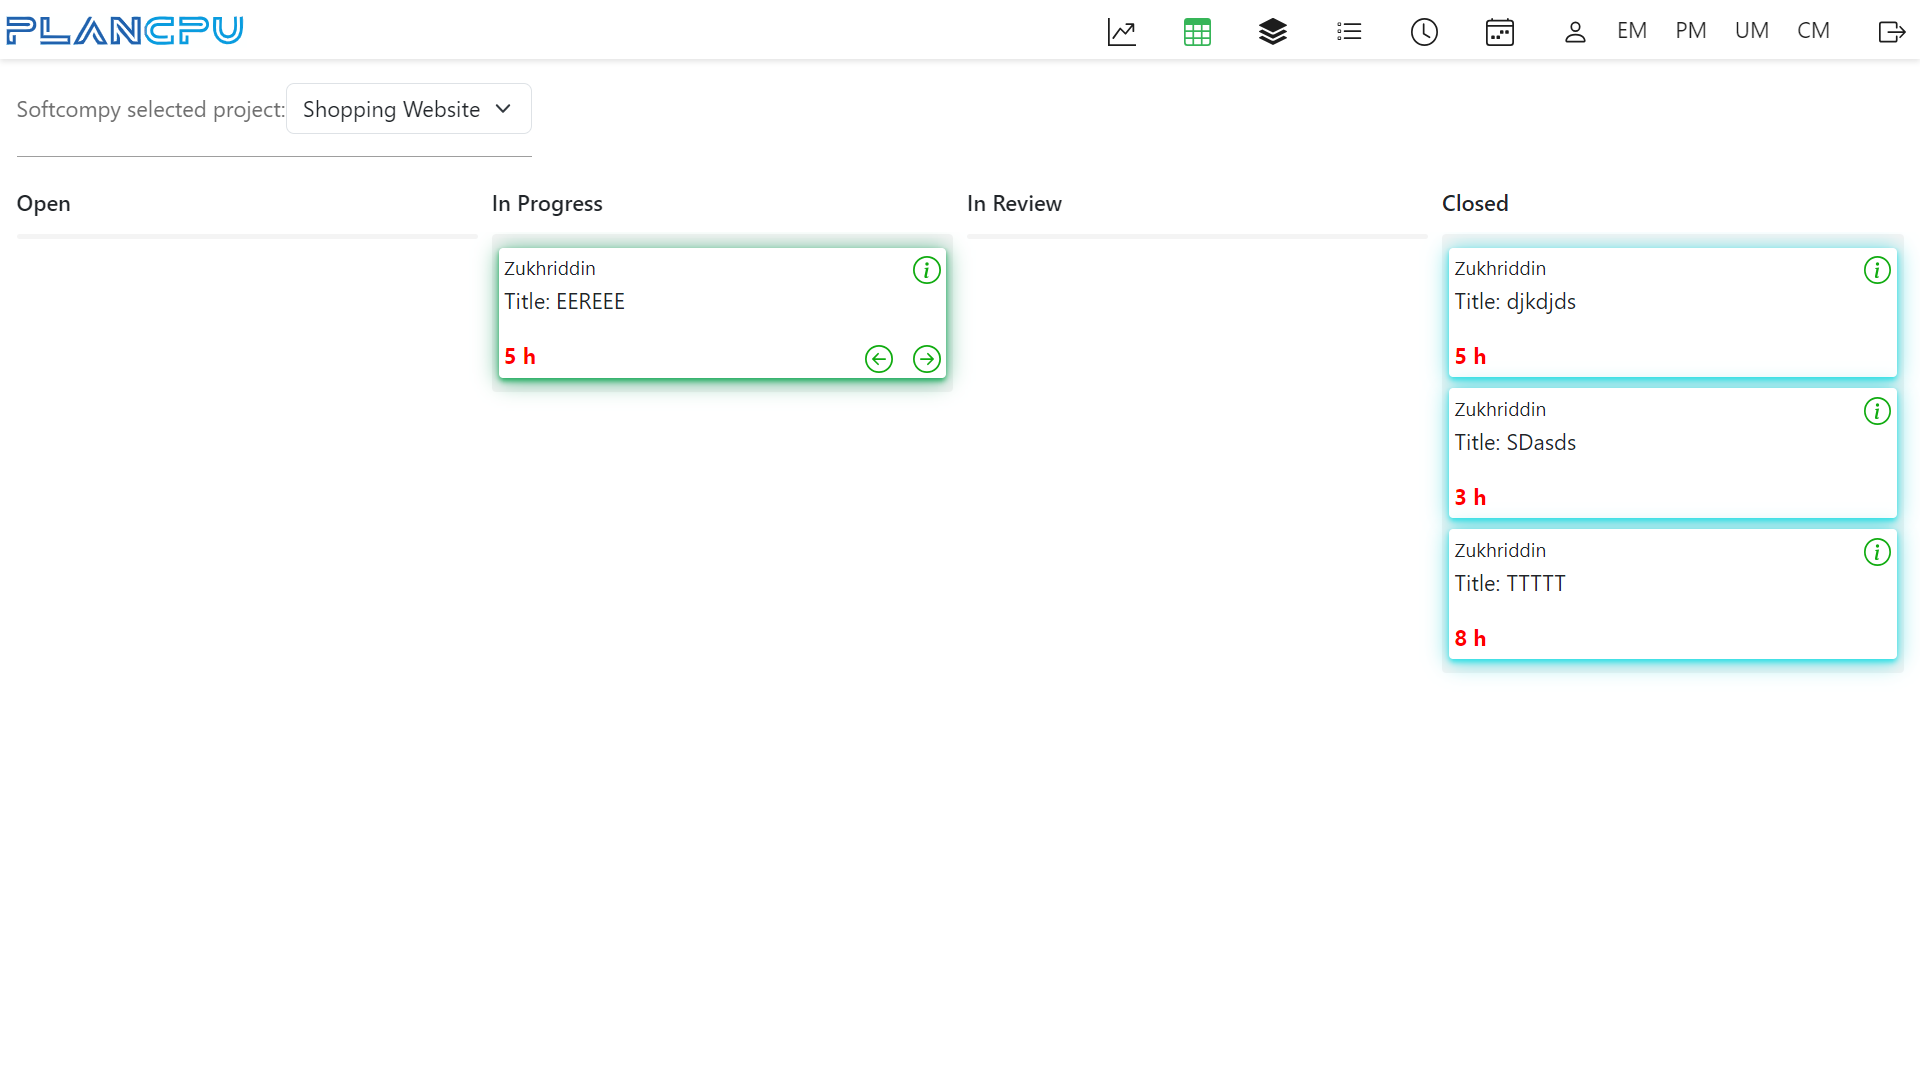 PLANCPU
EM PM UM CM
Softcompy selected project: Shopping Website
Open
In Progress
Zukhriddin
Title: EEREEE
5 h
In Review
Closed
Zukhriddin
Title: djkdjds
5 h
Zukhriddin
Title: SDasds
3 h
Zukhriddin
Title: TTTTT
8 h